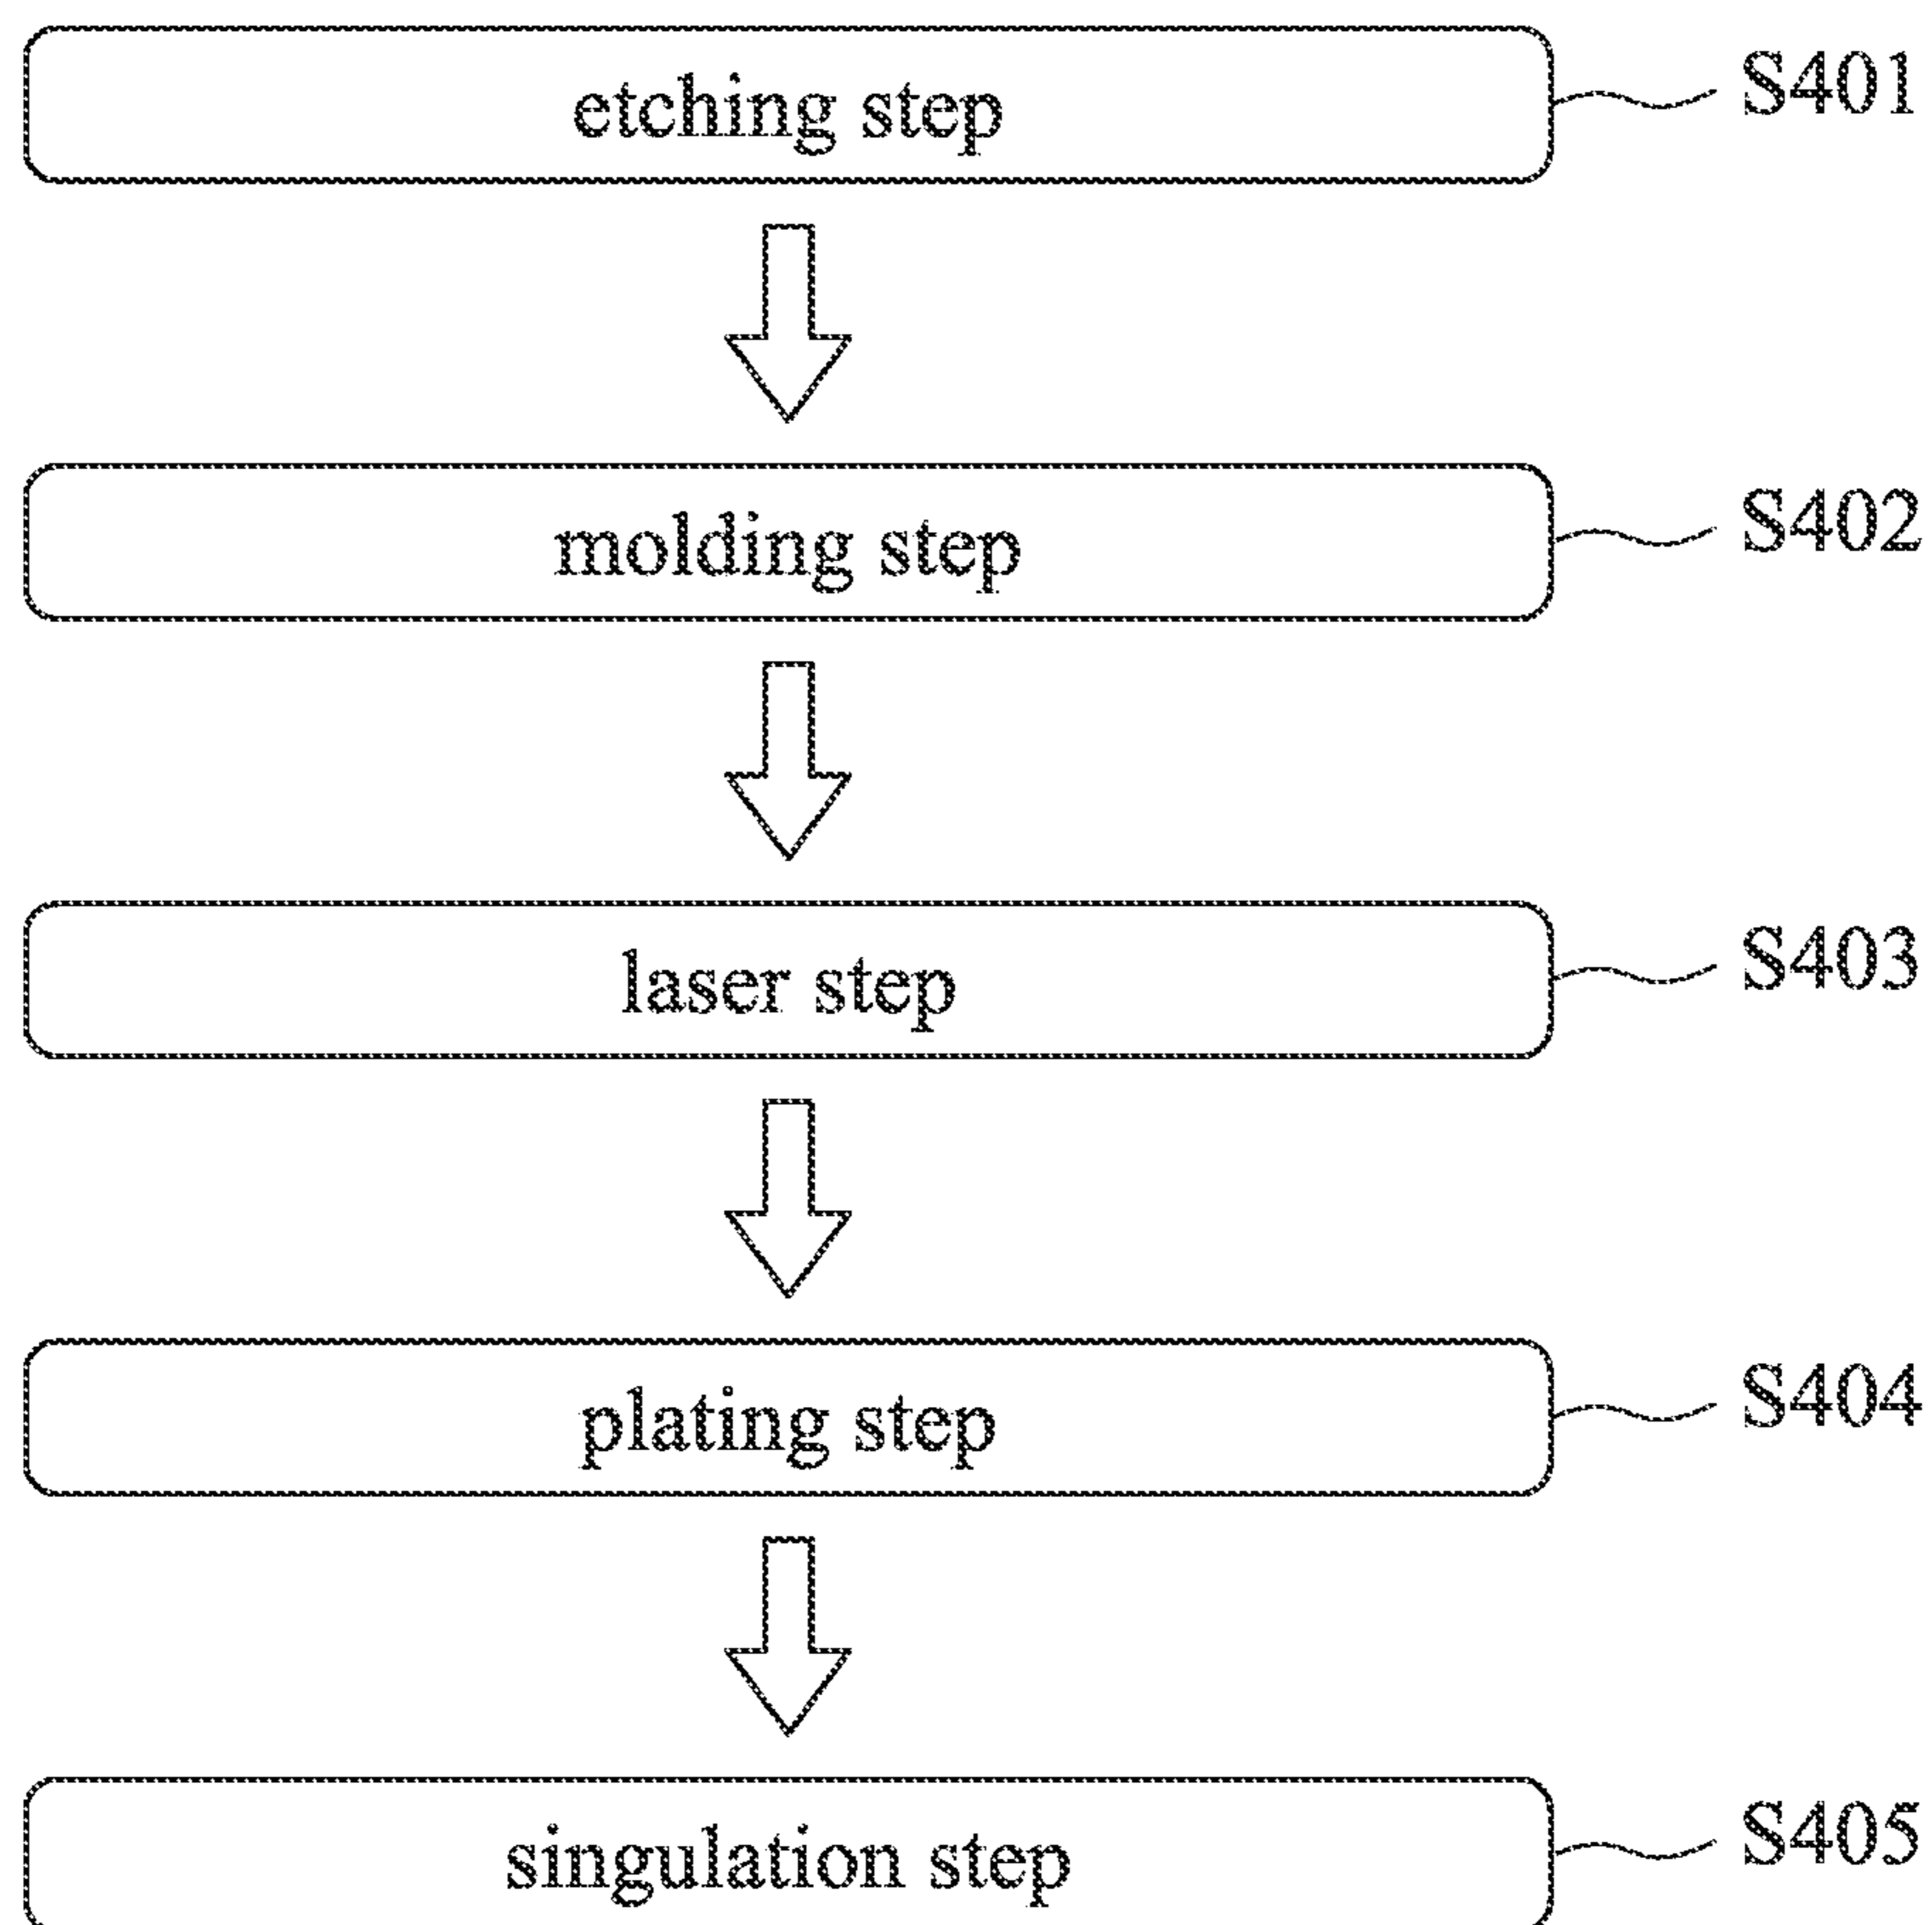 etching step S401
molding step S402
laser step S403
plating step S404
singulation step S405